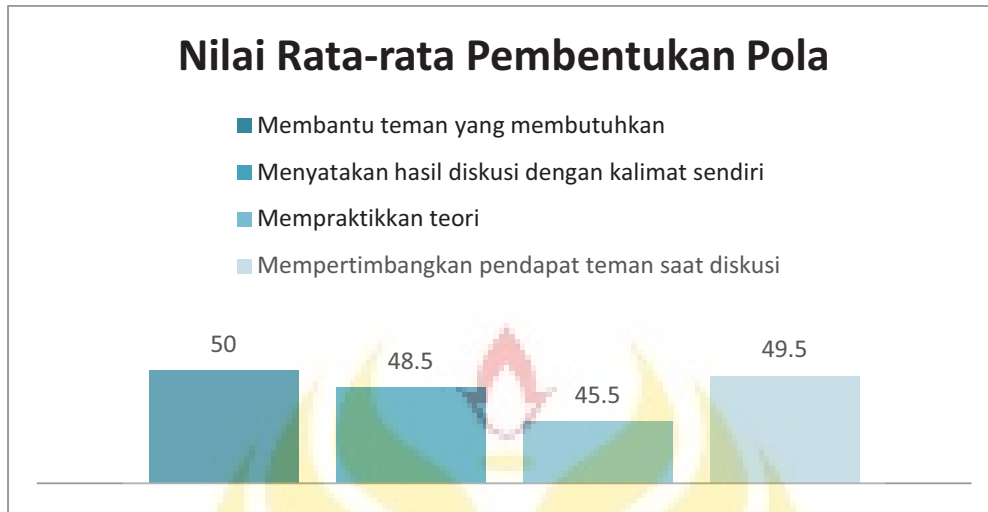 Nilai Rata-rata Pembentukan Pola
Membantu teman yang membutuhkan
Menyatakan hasil diskusi dengan kalimat sendiri
Mempraktikkan teori
Mempertimbangkan pendapat teman saat diskusi
50
48.5
45.5
49.5